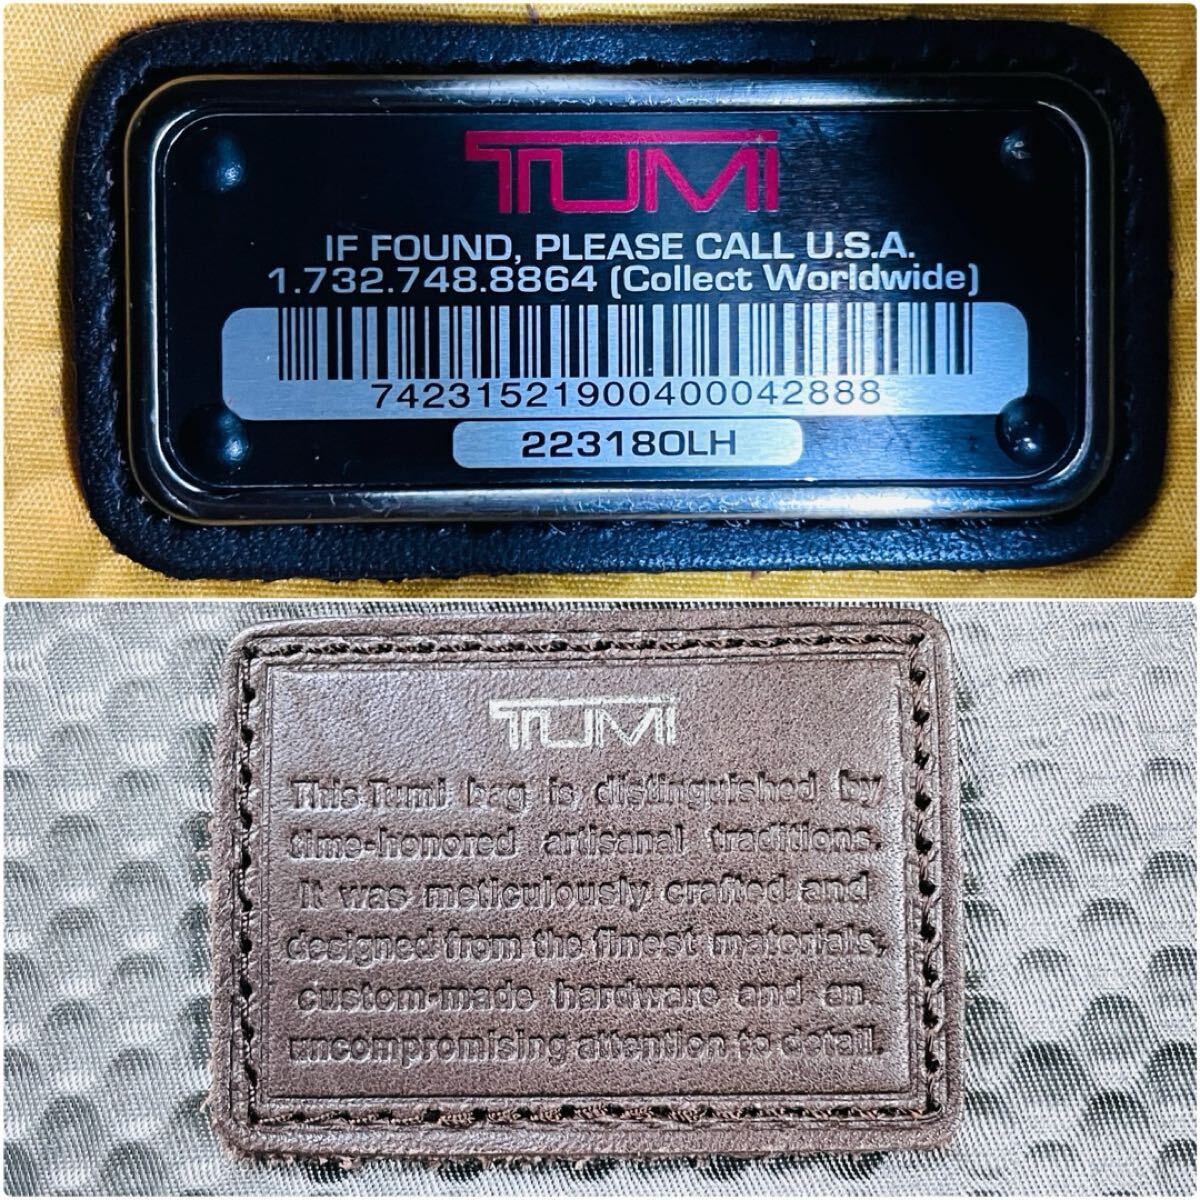 TUMI
IF FOUND, PLEASE CALL U.S.A.
1.732.748.8864 (Collect Worldwide)
74231521900400042888
22318OLH
TUMI
This Tumi bag is distinguished by
time-honored artisanal traditions.
It was meticulously crafted and
designed from the finest materials,
custom-made hardware and an
uncompromising attention to detail.